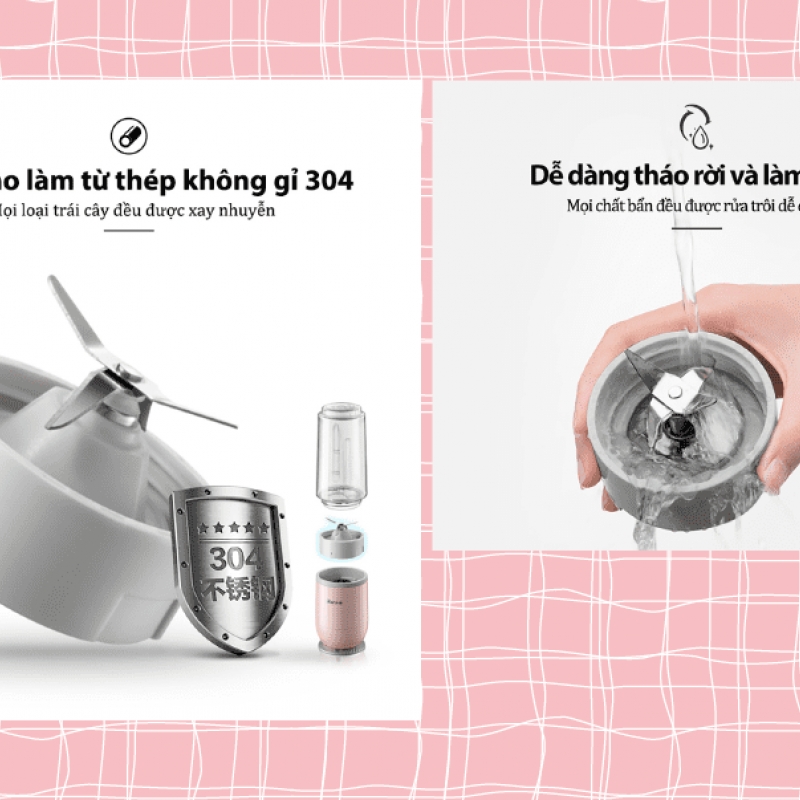 ao làm từ thép không gỉ 304
Mọi loại trái cây đều được xay nhuyễn
304
不锈钢
Dễ dàng tháo rời và làm
Mọi chất bẩn đều được rửa trôi dễ